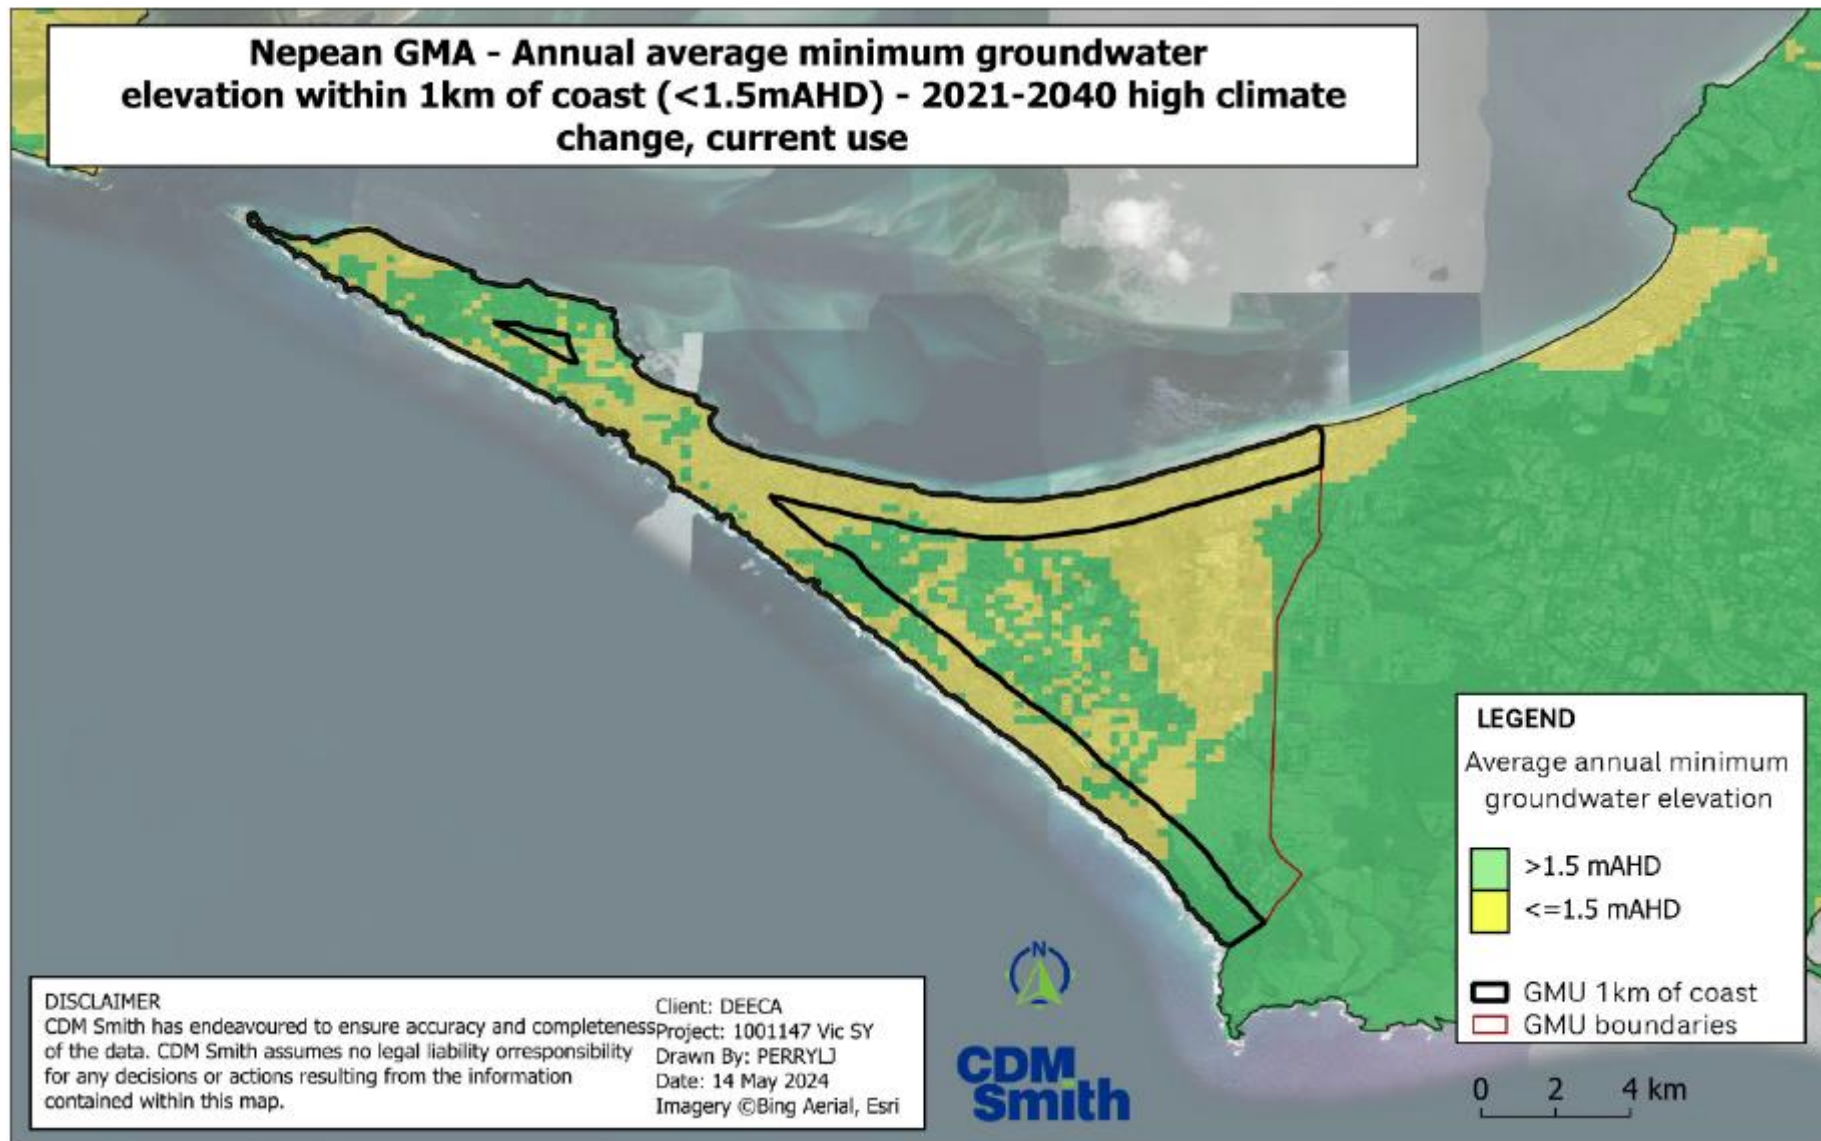 Nepean GMA - Annual average minimum groundwater
elevation within 1km of coast (<1.5mAHD) - 2021-2040 high climate
change, current use
LEGEND
Average annual minimum
groundwater elevation
>1.5 mAHD
<=1.5 mAHD
GMU 1km of coast
GMU boundaries
0 2 4 km
N
CDM
Smith
DISCLAIMER
CDM Smith has endeavoured to ensure accuracy and completeness
of the data. CDM Smith assumes no legal liability orresponsibility
for any decisions or actions resulting from the information
contained within this map.
Client: DEECA
Project: 1001147 Vic SY
Drawn By: PERRYLJ
Date: 14 May 2024
Imagery ©Bing Aerial, Esri